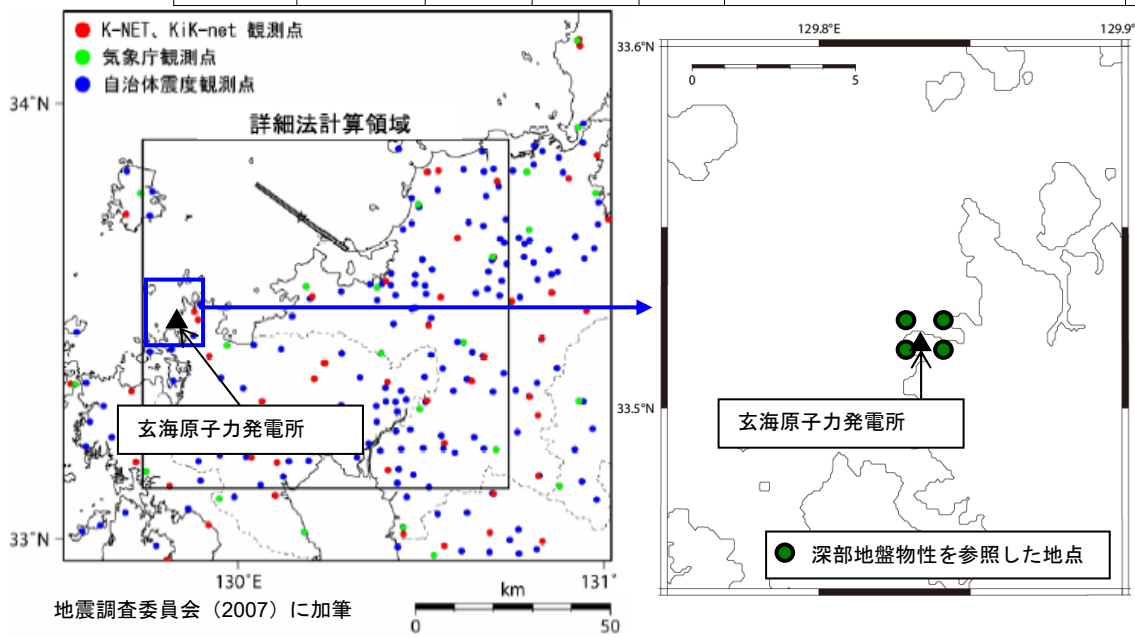 K-NET、KiK-net 観測点
気象庁観測点
自治体震度観測点
34°N
詳細法計算領域
玄海原子力発電所
33°N
130°E
131°
km
0
50
地震調査委員会（2007）に加筆
129.8°E
129.9°
33.6°N
0
5
33.5°N
玄海原子力発電所
深部地盤物性を参照した地点